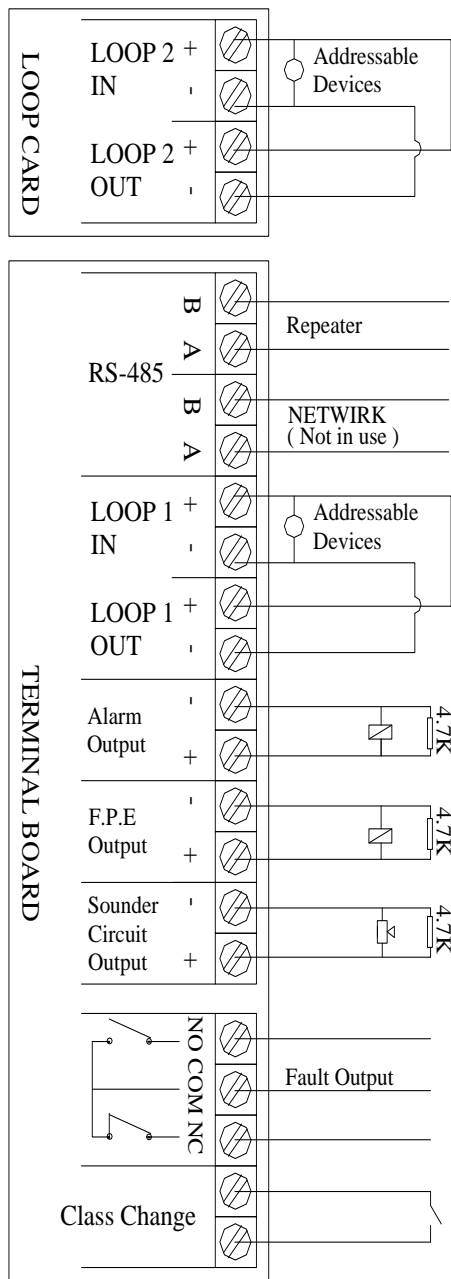 LOOP CARD
LOOP 2 +
IN -
LOOP 2 +
OUT -
Addressable
Devices
TERMINAL BOARD
RS-485
B
A
B
A
Repeater
NETWIRK
( Not in use )
LOOP 1 +
IN -
LOOP 1 +
OUT -
Addressable
Devices
Alarm
Output
-
+
4.7K
F.P.E
Output
-
+
4.7K
Sounder
Circuit
Output
-
+
4.7K
NO COM NC
Fault Output
Class Change